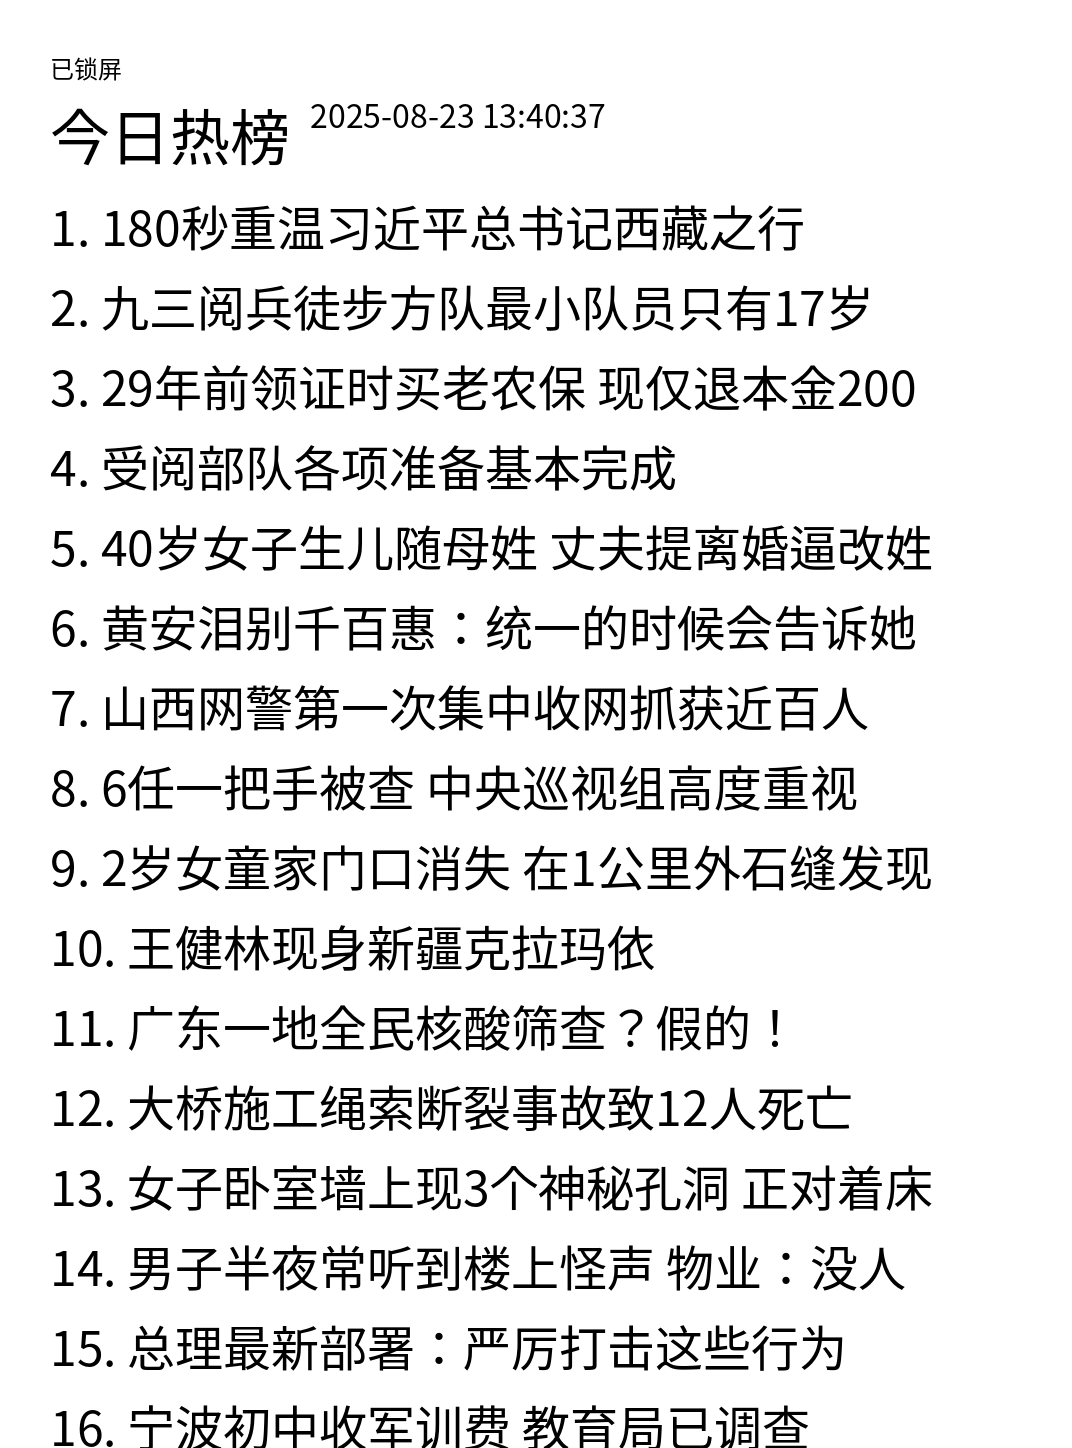 已锁屏
今日热榜 2025-08-23 13:40:37
1. 180秒重温习近平总书记西藏之行
2. 九三阅兵徒步方队最小队员只有17岁
3. 29年前领证时买老农保 现仅退本金200
4. 受阅部队各项准备基本完成
5. 40岁女子生儿随母姓 丈夫提离婚逼改姓
6. 黄安泪别千百惠：统一的时候会告诉她
7. 山西网警第一次集中收网抓获近百人
8. 6任一把手被查 中央巡视组高度重视
9. 2岁女童家门口消失 在1公里外石缝发现
10. 王健林现身新疆克拉玛依
11. 广东一地全民核酸筛查？假的！
12. 大桥施工绳索断裂事故致12人死亡
13. 女子卧室墙上现3个神秘孔洞 正对着床
14. 男子半夜常听到楼上怪声 物业：没人
15. 总理最新部署：严厉打击这些行为
16. 宁波初中收军训费 教育局已调查